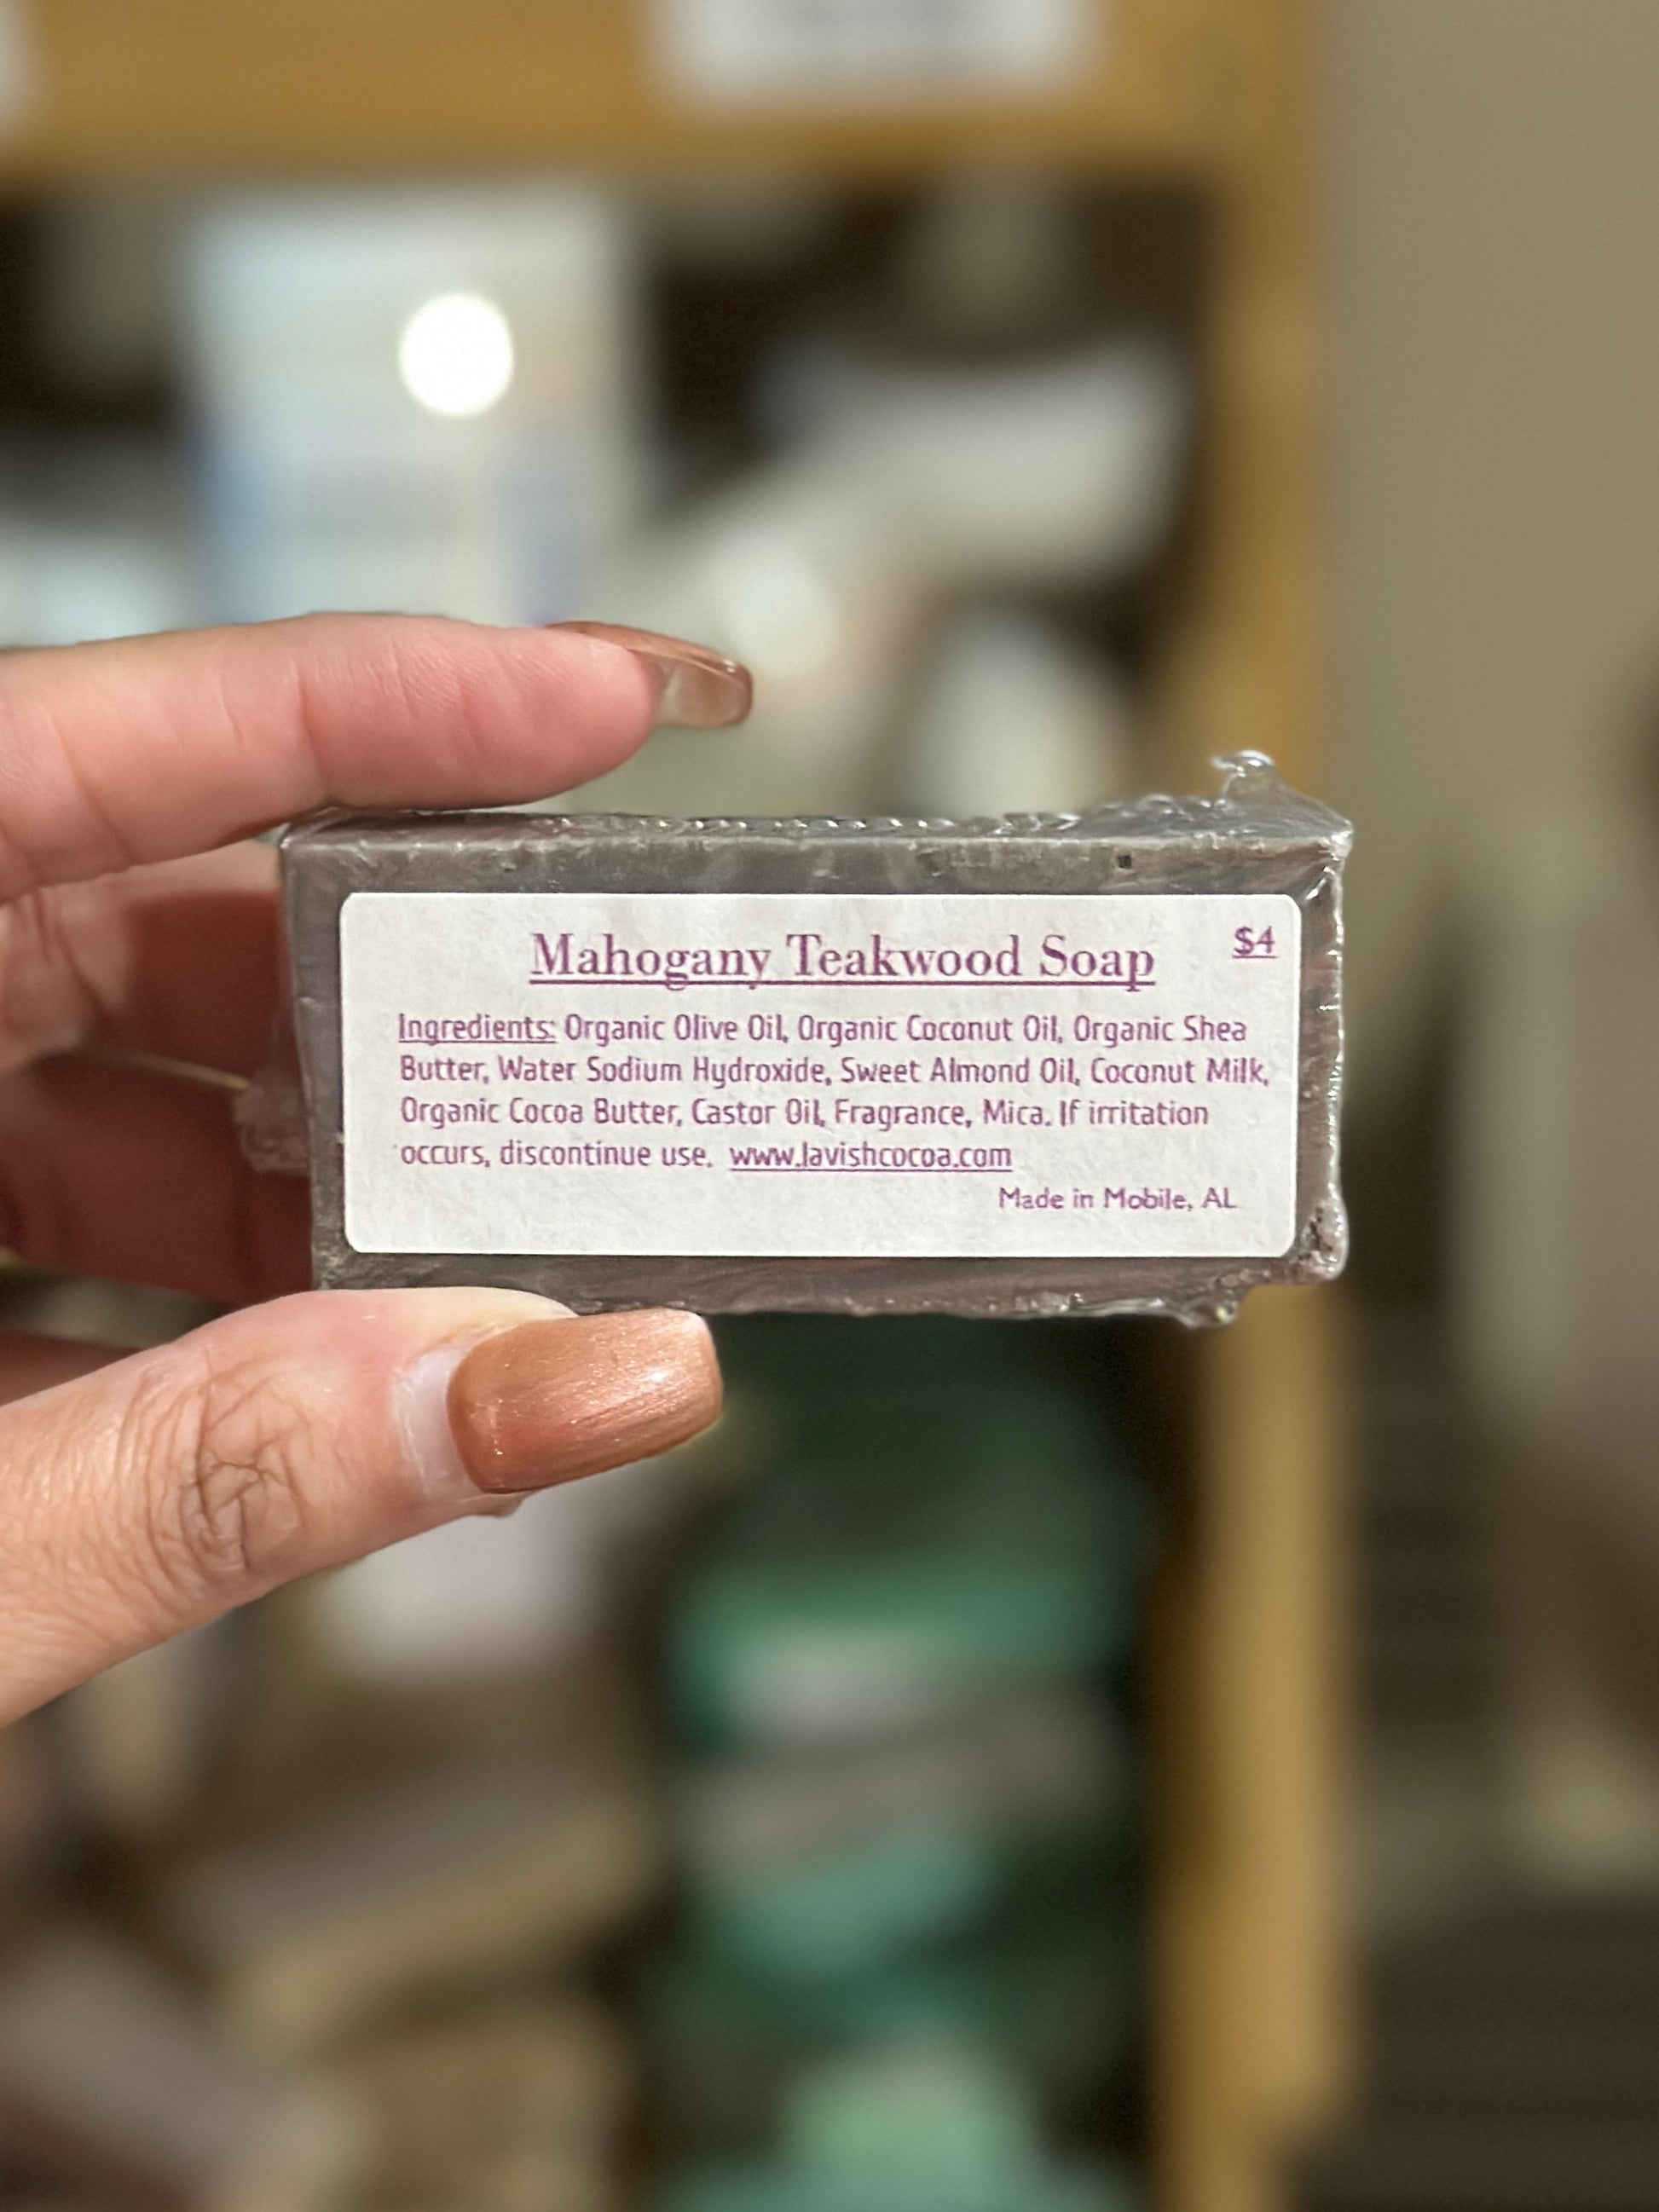 Mahogany Teakwood Soap
$4
Ingredients: Organic Olive Oil, Organic Coconut Oil, Organic Shea
Butter, Water Sodium Hydroxide, Sweet Almond Oil, Coconut Milk,
Organic Cocoa Butter, Castor Oil, Fragrance, Mica. If irritation
occurs, discontinue use. www.lavishcocoa.com
Made in Mobile, AL